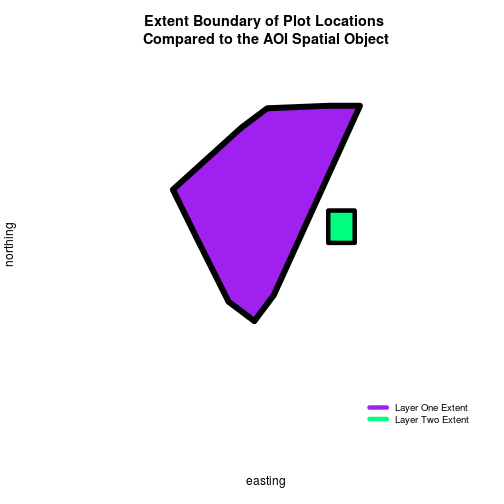 Extent Boundary of Plot Locations
Compared to the AOI Spatial Object
northing
Layer One Extent
Layer Two Extent
easting